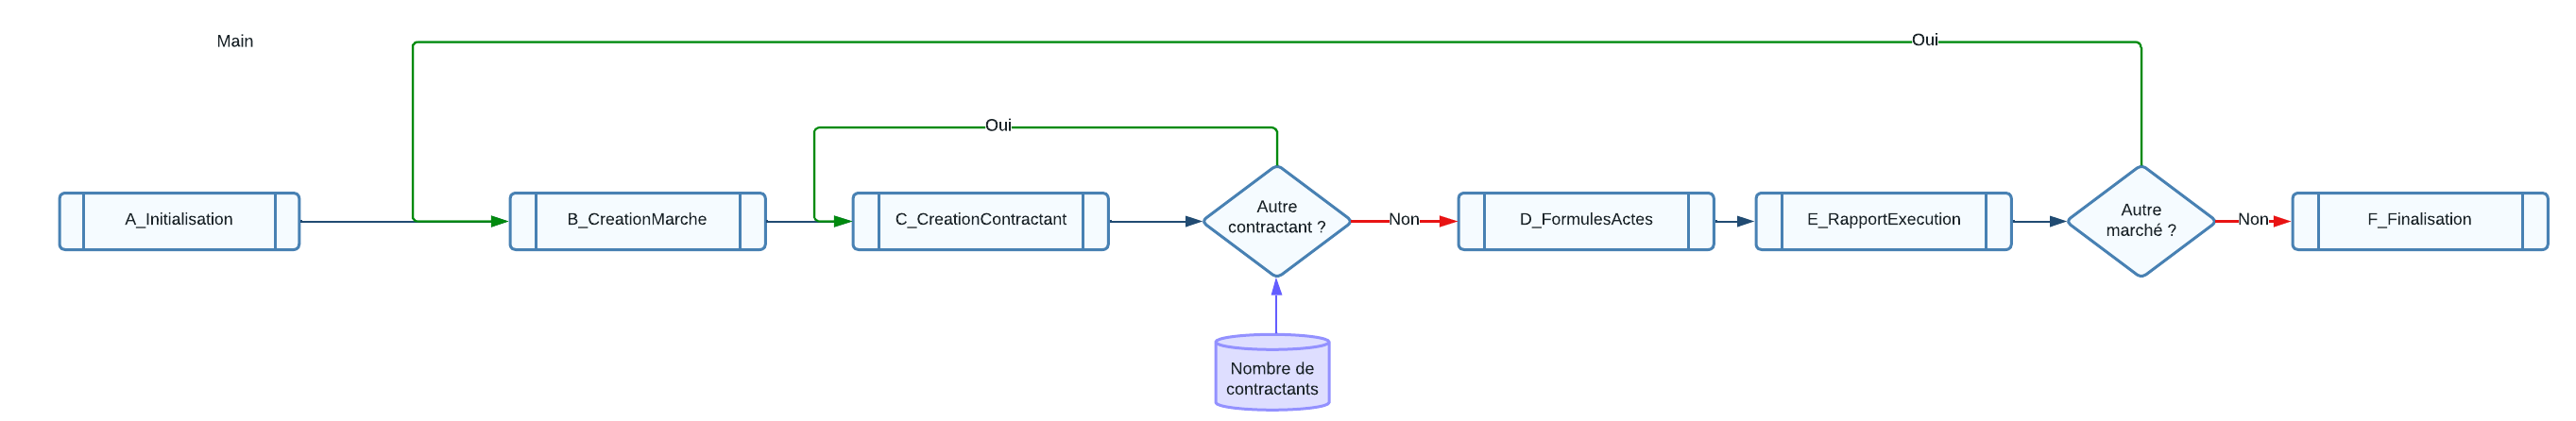 Main
Oui
Oui
A_Initialisation
B_CreationMarche
C_CreationContractant
Autre
contractant ?
Non
D_FormulesActes
E_RapportExecution
Autre
marché ?
Non
F_Finalisation
Nombre de
contractants